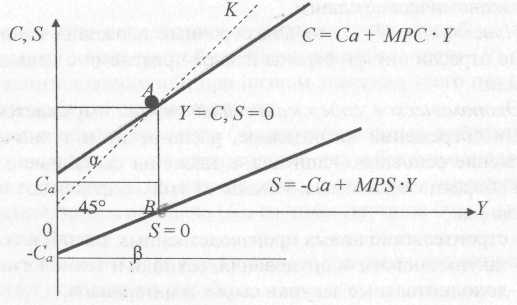 C, S
K
C = Ca + MPC · Y
A
Y = C, S = 0
α
Ca
S = -Ca + MPS ·Y
45°
B
Y
0
S = 0
-Ca
β